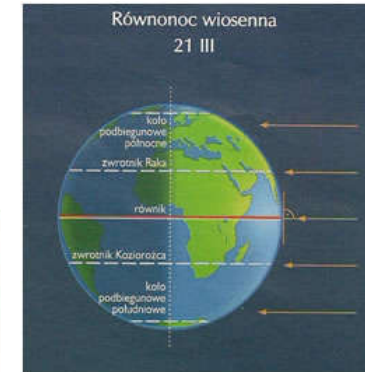 Równonoc wiosenna
21 III
koło
podbiegunowe
północne
zwrotnik Raka
równik
zwrotnik Koziorożca
koło
podbiegunowe
południowe